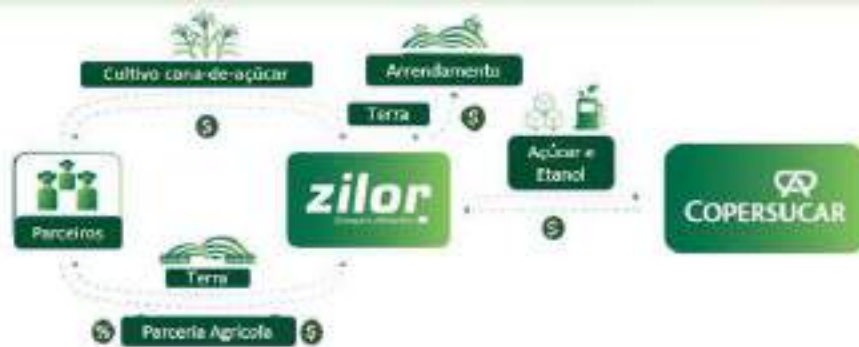 Cultivo cana-de-açúcar
$
Arrendamento
Terra
$
Açúcar e
Etanol
Parceiros
zilor
COPERSUCAR
$
Terra
%
Parceria Agrícola
$